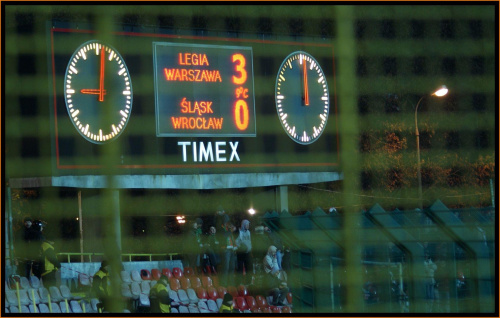 LEGIA 3
WARSZAWA
°C
ŚLĄSK 0
WROCŁAW
TIMEX